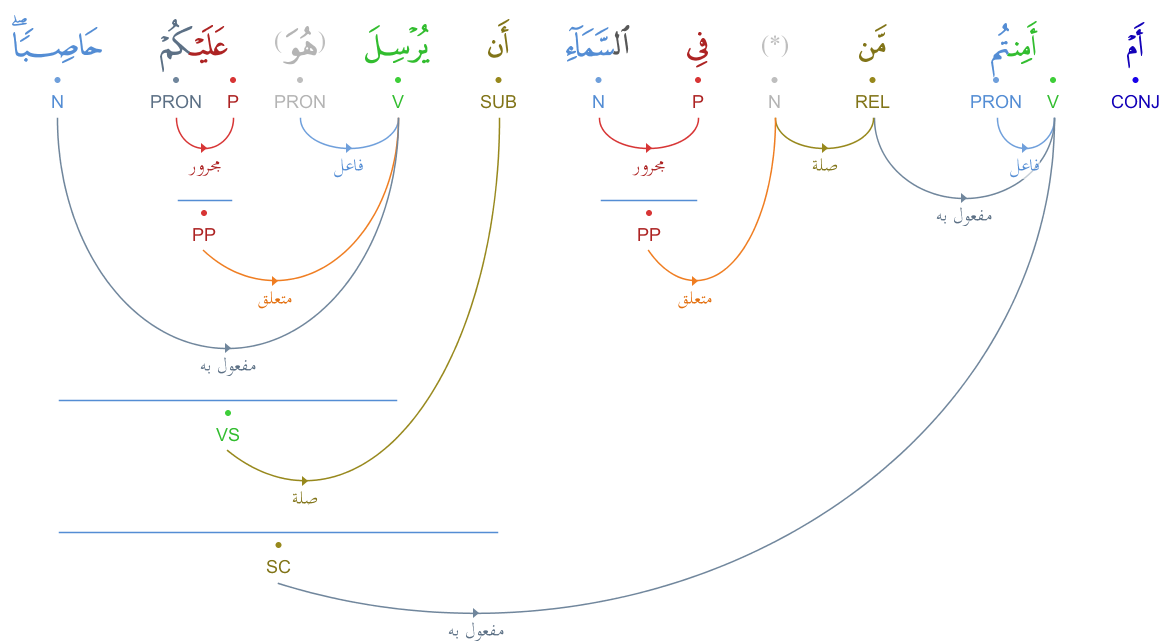 أَمۡ أَمِنتُم مَّن (*) فِي ٱلسَّمَآءِ أَن يُرۡسِلَ (هُوَ) عَلَيۡكُمۡ حَاصِبٗاۖ
CONJ V PRON REL N P N SUB V PRON P PRON N
فاعل صلة مجرور فاعل مجرور
مفعول به
PP PP
متعلق متعلق
مفعول به
VS
صلة
SC
مفعول به